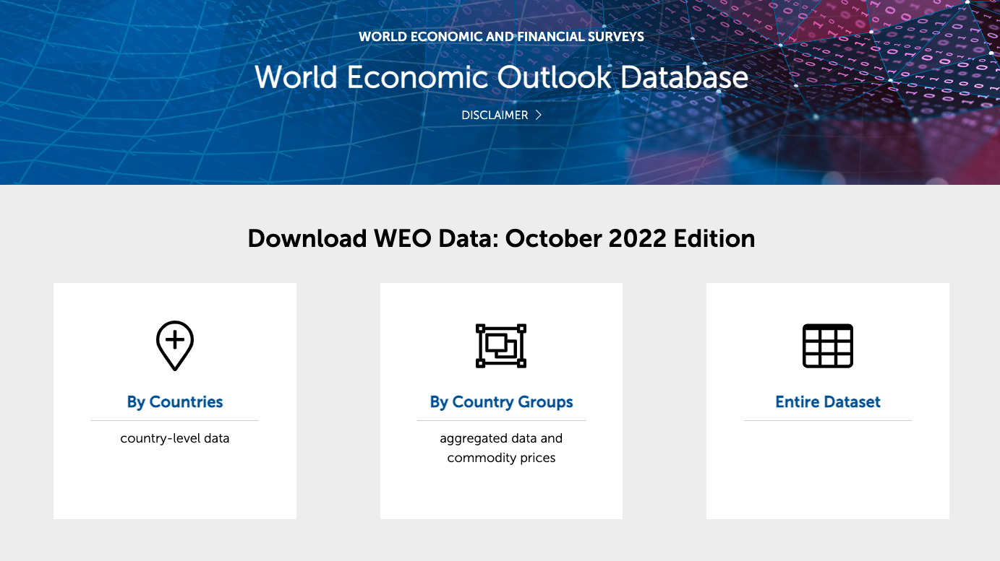 WORLD ECONOMIC AND FINANCIAL SURVEYS
World Economic Outlook Database
DISCLAIMER
Download WEO Data: October 2022 Edition
By Countries
country-level data
By Country Groups
aggregated data and
commodity prices
Entire Dataset